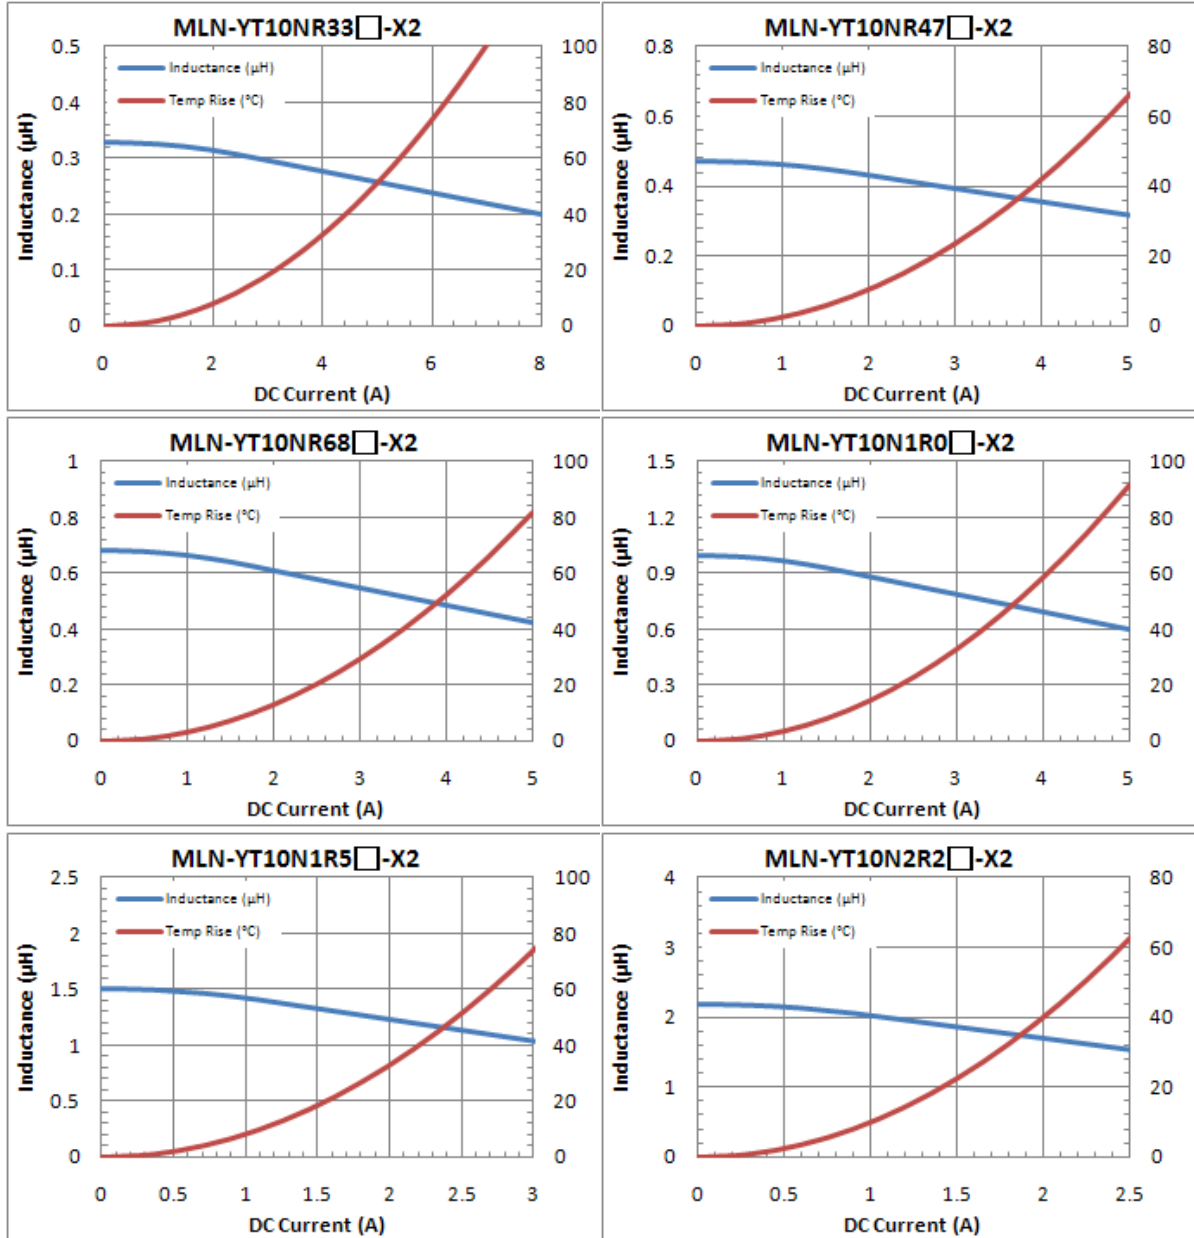 MLN-YT10NR33□-X2
Inductance (µH)
Temp Rise (°C)
0.5
0.4
0.3
0.2
0.1
0
100
80
60
40
20
0
0 2 4 6 8
Inductance (µH)
DC Current (A)
MLN-YT10NR47□-X2
Inductance (µH)
Temp Rise (°C)
0.8
0.6
0.4
0.2
0
80
60
40
20
0
0 1 2 3 4 5
Inductance (µH)
DC Current (A)
MLN-YT10NR68□-X2
Inductance (µH)
Temp Rise (°C)
1
0.8
0.6
0.4
0.2
0
100
80
60
40
20
0
0 1 2 3 4 5
Inductance (µH)
DC Current (A)
MLN-YT10N1R0□-X2
Inductance (µH)
Temp Rise (°C)
1.5
1.2
0.9
0.6
0.3
0
100
80
60
40
20
0
0 1 2 3 4 5
Inductance (µH)
DC Current (A)
MLN-YT10N1R5□-X2
Inductance (µH)
Temp Rise (°C)
2.5
2
1.5
1
0.5
0
100
80
60
40
20
0
0 0.5 1 1.5 2 2.5 3
Inductance (µH)
DC Current (A)
MLN-YT10N2R2□-X2
Inductance (µH)
Temp Rise (°C)
4
3
2
1
0
80
60
40
20
0
0 0.5 1 1.5 2 2.5
Inductance (µH)
DC Current (A)